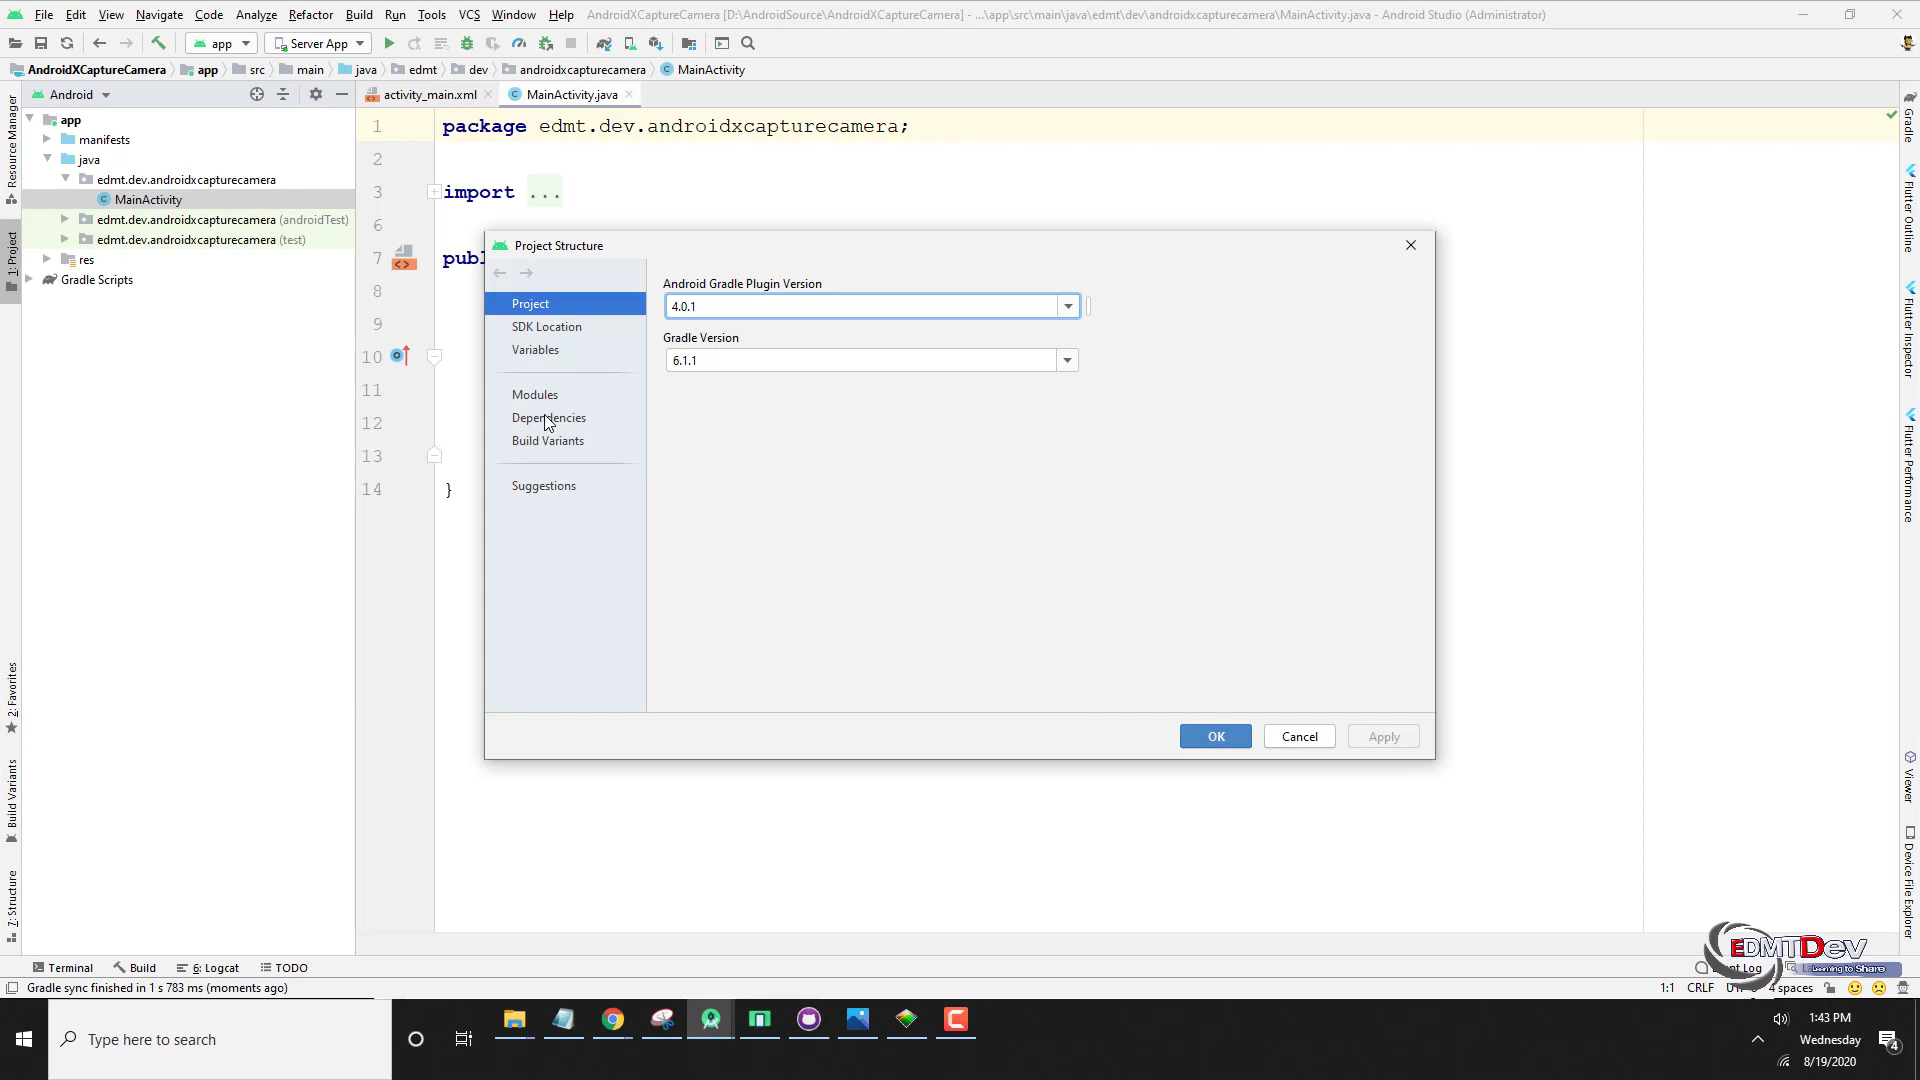 File Edit View Navigate Code Analyze Refactor Build Run Tools VCS Window Help AndroidXCaptureCamera [D:\AndroidSource\AndroidXCaptureCamera] - ...\app\src\main\java\edmt\dev\androidxcapturecamera\MainActivity.java - Android Studio (Administrator)
app Server App
AndroidXCaptureCamera app src main java edmt dev androidxcapturecamera MainActivity
Android activity_main.xml MainActivity.java
app
manifests
java
edmt.dev.androidxcapturecamera
MainActivity
edmt.dev.androidxcapturecamera (androidTest)
edmt.dev.androidxcapturecamera (test)
res
Gradle Scripts
Resource Manager
1: Project
2: Favorites
Build Variants
7: Structure
1 package edmt.dev.androidxcapturecamera;
2
3 import ...
6
7 publ
8
9
10
11
12
13
14 }
Project Structure
Project
SDK Location
Variables
Modules
Dependencies
Build Variants
Suggestions
Android Gradle Plugin Version
4.0.1
Gradle Version
6.1.1
OK Cancel Apply
Gradle
Flutter Outline
Flutter Inspector
Flutter Performance
Viewer
Device File Explorer
EDMTDev
Learning to Share
Terminal Build 6: Logcat TODO Log
Gradle sync finished in 1 s 783 ms (moments ago) 1:1 CRLF 4 spaces
Type here to search
1:43 PM
Wednesday
8/19/2020
4